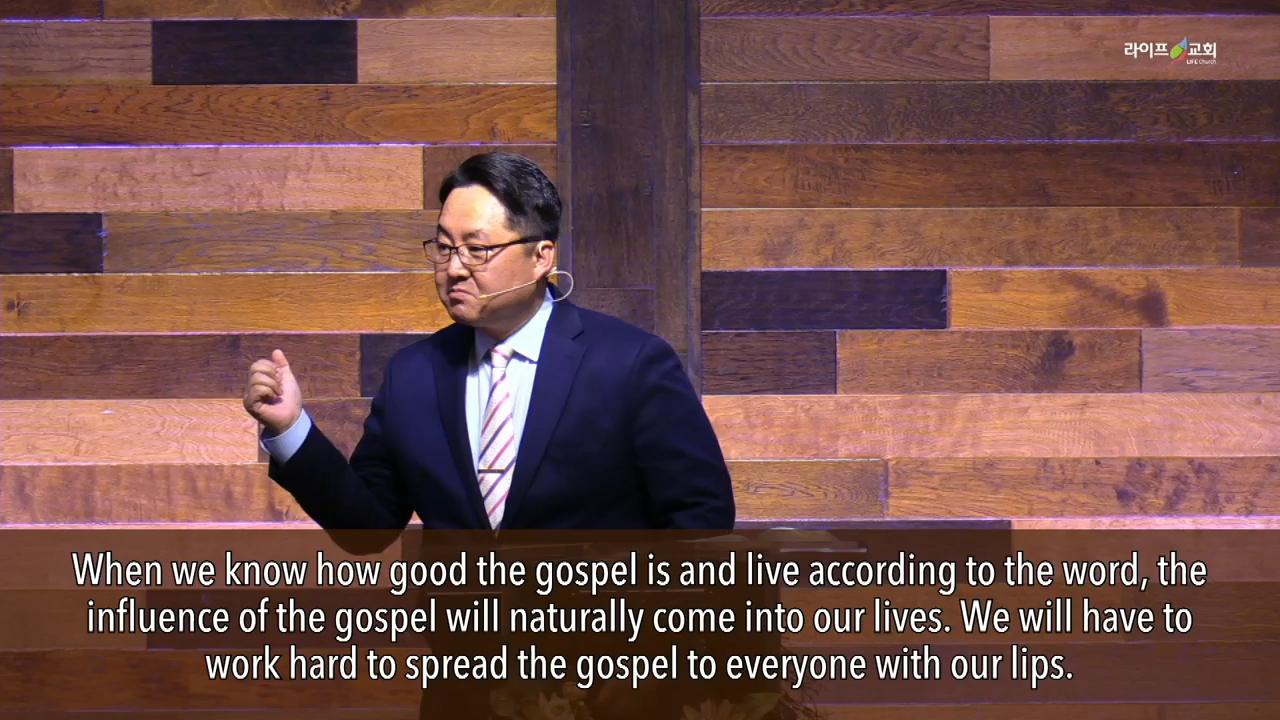 라이프 교회
LIFE Church
When we know how good the gospel is and live according to the word, the
influence of the gospel will naturally come into our lives. We will have to
work hard to spread the gospel to everyone with our lips.